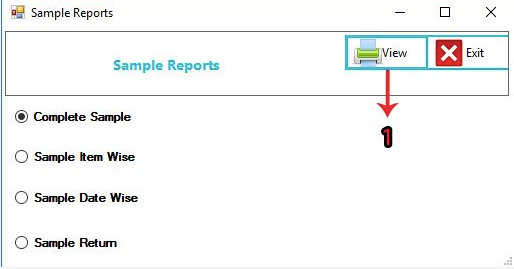 Sample Reports
Sample Reports
View
Exit
1
Complete Sample
Sample Item Wise
Sample Date Wise
Sample Return